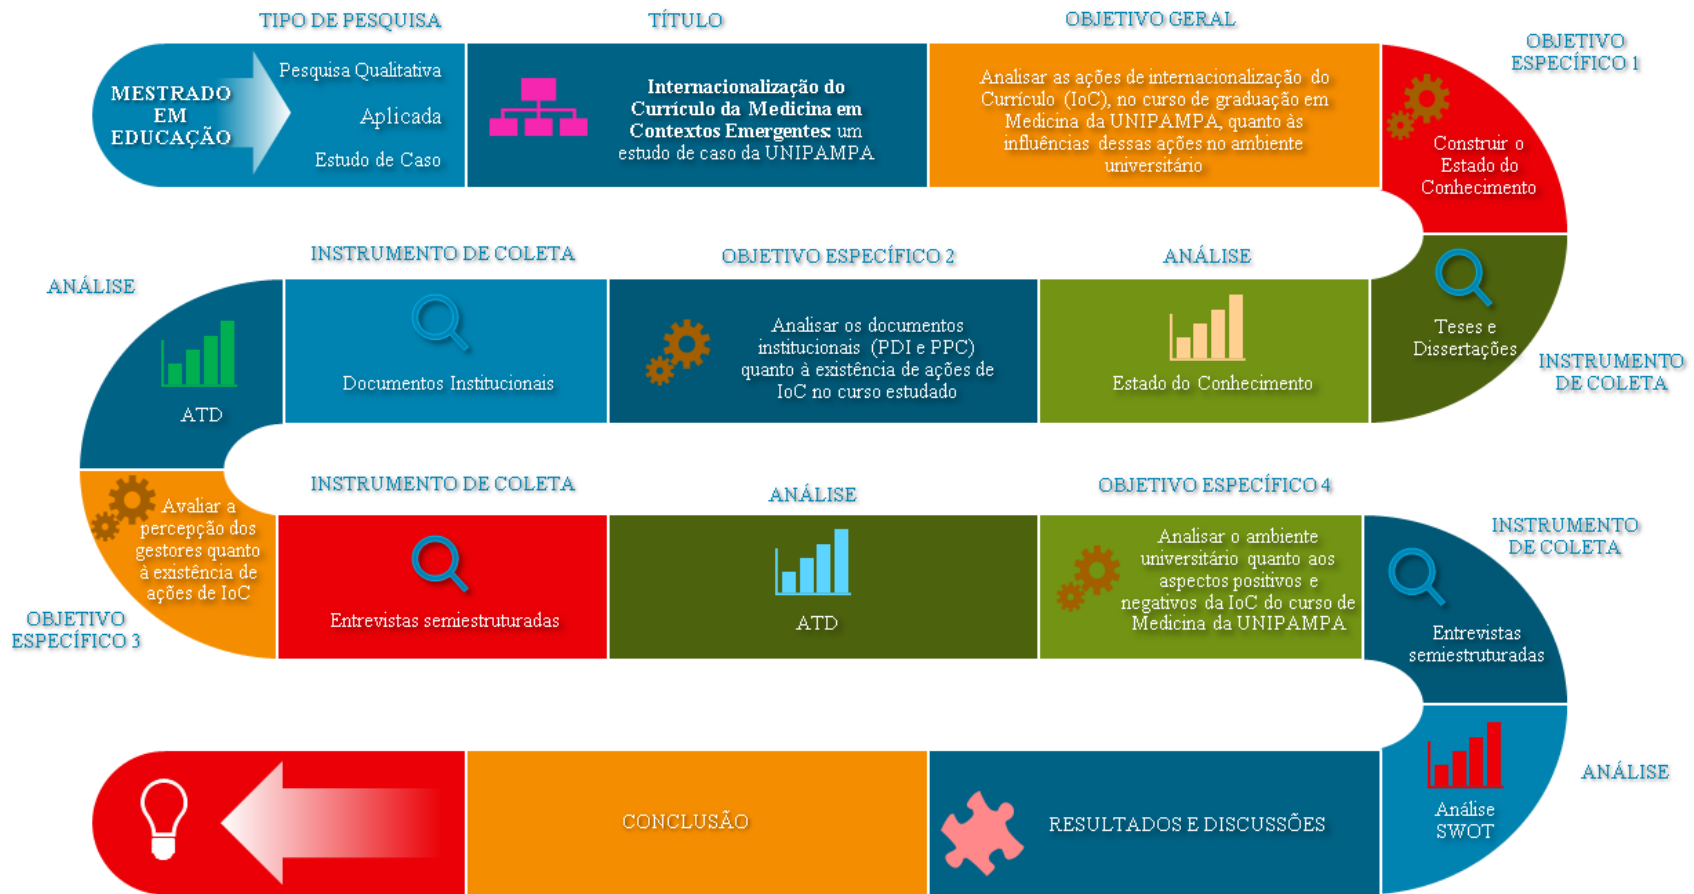 TIPO DE PESQUISA
TÍTULO
OBJETIVO GERAL
OBJETIVO
ESPECÍFICO 1
MESTRADO
EM
EDUCAÇÃO
Pesquisa Qualitativa
Aplicada
Estudo de Caso
Internacionalização do
Currículo da Medicina em
Contextos Emergentes: um
estudo de caso da UNIPAMPA
Analisar as ações de internacionalização do
Currículo (IoC), no curso de graduação em
Medicina da UNIPAMPA, quanto às
influências dessas ações no ambiente
universitário
Construir o
Estado do
Conhecimento
INSTRUMENTO
DE COLETA
Teses e
Dissertações
ANÁLISE
Estado do Conhecimento
OBJETIVO ESPECÍFICO 2
Analisar os documentos
institucionais (PDI e PPC)
quanto à existência de ações de
IoC no curso estudado
INSTRUMENTO DE COLETA
Documentos Institucionais
ANÁLISE
ATD
OBJETIVO
ESPECÍFICO 3
Avaliar a
percepção dos
gestores quanto
à existência de
ações de IoC
INSTRUMENTO DE COLETA
Entrevistas semiestruturadas
ANÁLISE
ATD
OBJETIVO ESPECÍFICO 4
Analisar o ambiente
universitário quanto aos
aspectos positivos e
negativos da IoC do curso de
Medicina da UNIPAMPA
INSTRUMENTO
DE COLETA
Entrevistas
semiestruturadas
ANÁLISE
Análise
SWOT
RESULTADOS E DISCUSSÕES
CONCLUSÃO